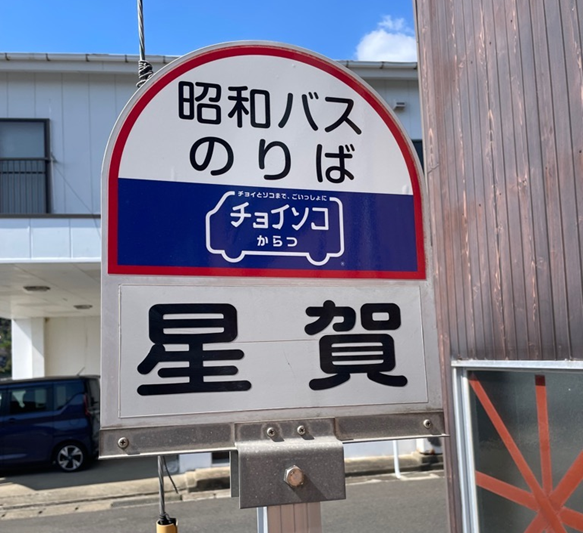 昭和バス
のりば
チョイとソコまで、ごいっしょに
チョイソコ
からつ
星賀